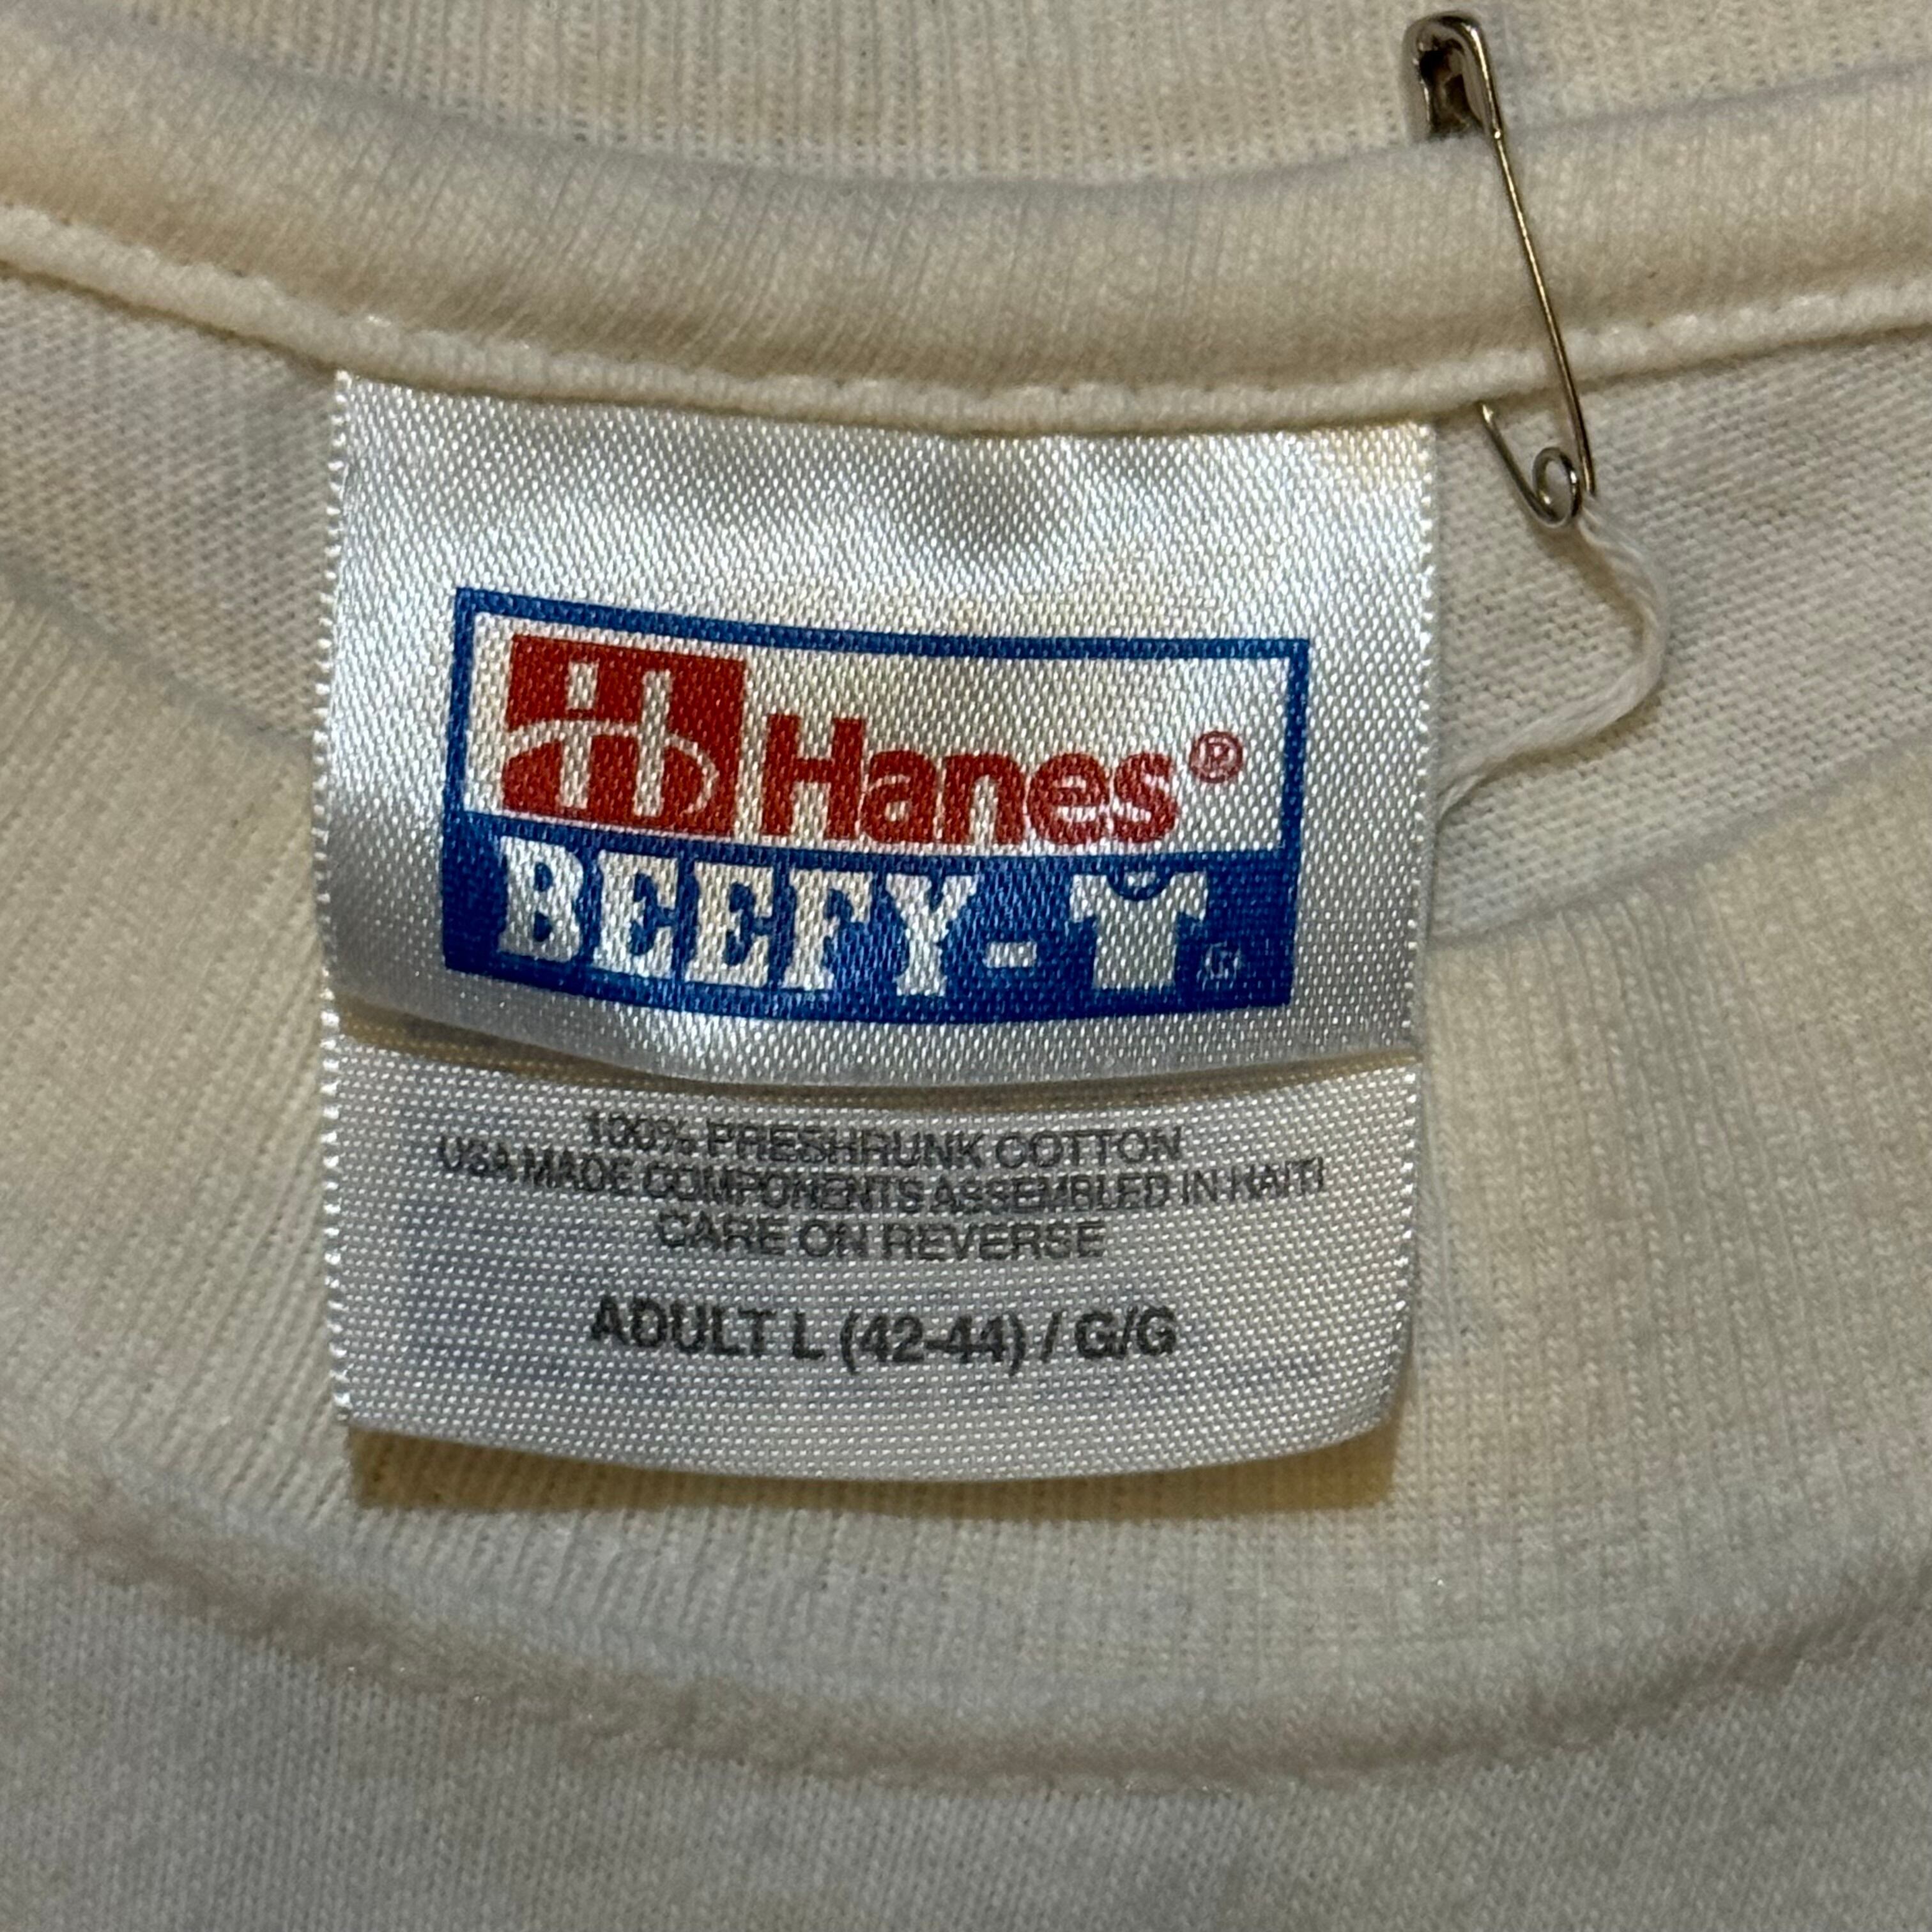 Hanes®
BEEFY-T®
100% PRESHRUNK COTTON
USA MADE COMPONENTS ASSEMBLED IN HAITI
CARE ON REVERSE
ADULT L (42-44) / G/G